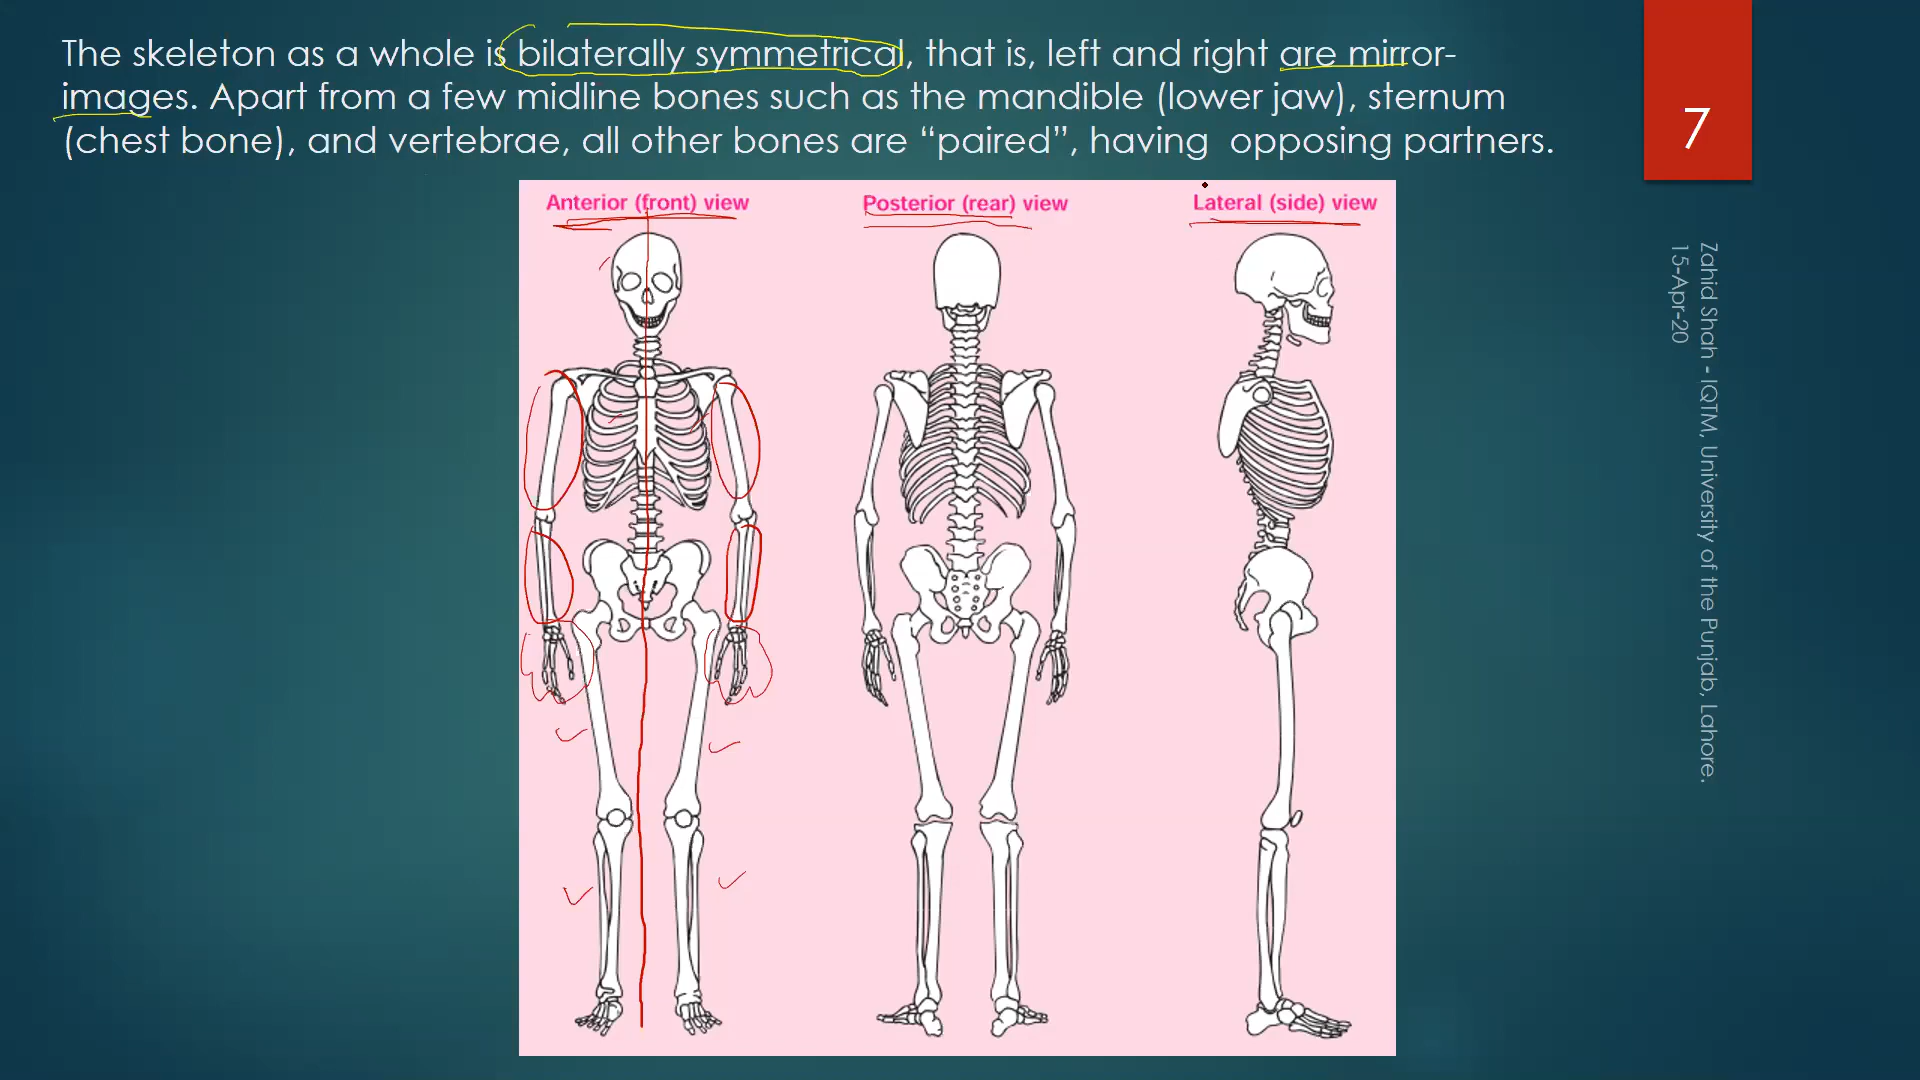 The skeleton as a whole is bilaterally symmetrical, that is, left and right are mirror-
images. Apart from a few midline bones such as the mandible (lower jaw), sternum
(chest bone), and vertebrae, all other bones are “paired”, having opposing partners.
7
Anterior (front) view
Posterior (rear) view
Lateral (side) view
Zahid Shah - IQTM, University of the Punjab, Lahore.
15-Apr-20